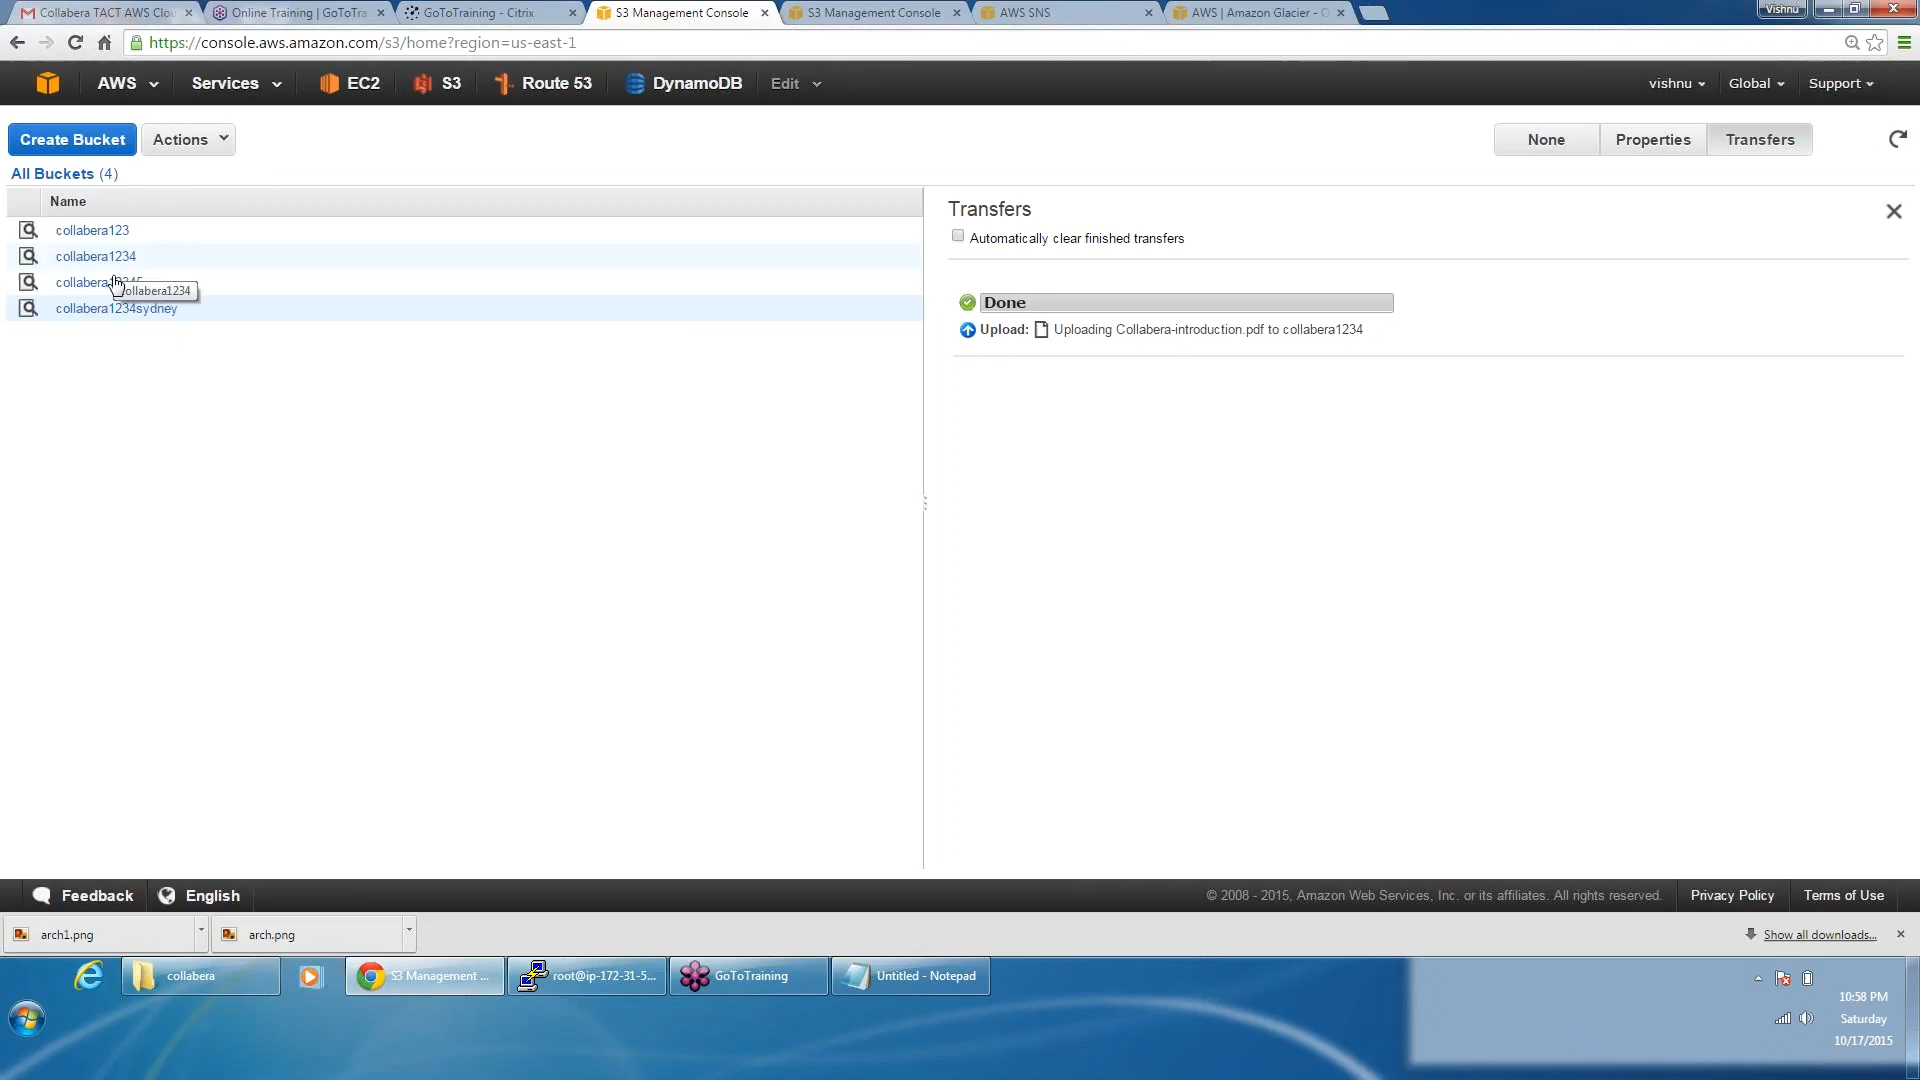 Collabera TACT AWS Clou
Online Training | GoToTra
GoToTraining - Citrix
S3 Management Console
S3 Management Console
AWS SNS
AWS | Amazon Glacier - O
Vishnu
https://console.aws.amazon.com/s3/home?region=us-east-1
AWS
Services
EC2
S3
Route 53
DynamoDB
Edit
vishnu
Global
Support
Create Bucket
Actions
None
Properties
Transfers
All Buckets (4)
Name
collabera123
collabera1234
collabera12345
collabera1234
collabera1234sydney
Transfers
Automatically clear finished transfers
Done
Upload: Uploading Collabera-introduction.pdf to collabera1234
Feedback
English
© 2008 - 2015, Amazon Web Services, Inc. or its affiliates. All rights reserved.
Privacy Policy
Terms of Use
arch1.png
arch.png
Show all downloads...
collabera
S3 Management ...
root@ip-172-31-5...
GoToTraining
Untitled - Notepad
10:58 PM
Saturday
10/17/2015